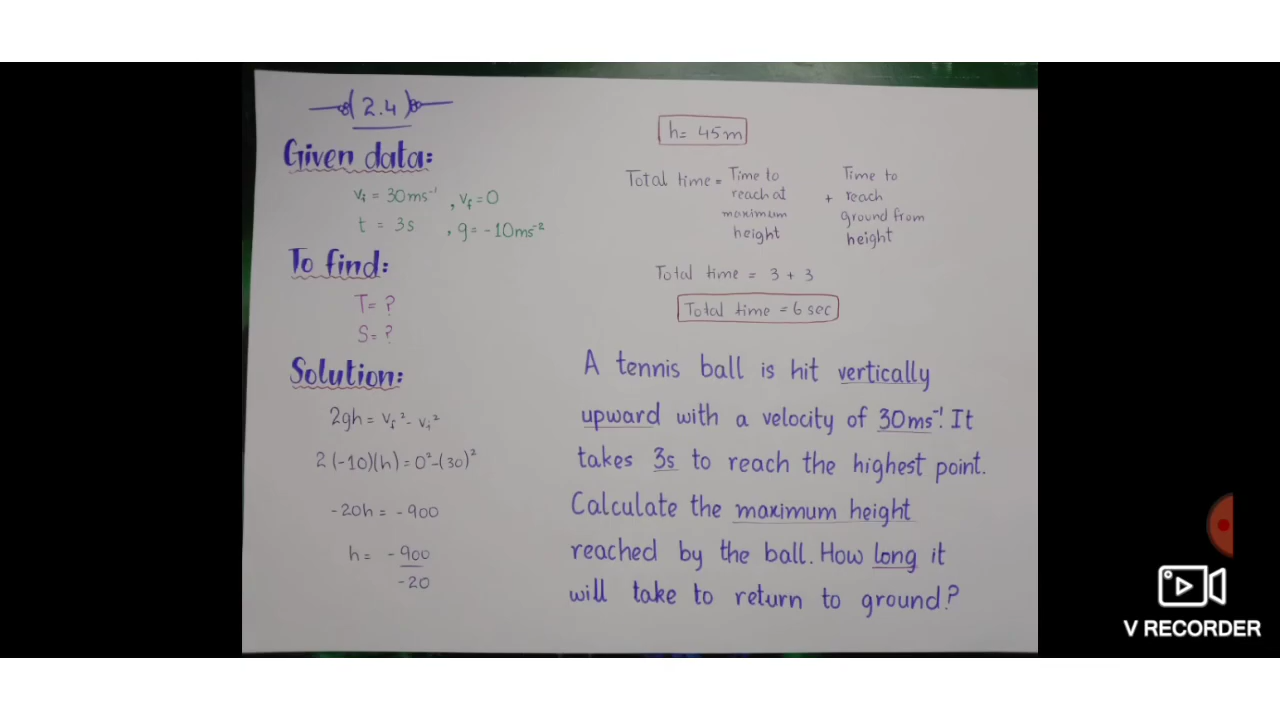 (2.4)
Given data:
vi = 30ms⁻¹ , vf = 0
t = 3s , g = -10ms⁻²
To find:
T= ?
S= ?
Solution:
2gh = vf² - vi²
2(-10)(h) = 0² - (30)²
-20h = -900
h = -900
-20
h= 45m
Total time = Time to reach at maximum height + Time to reach ground from height
Total time = 3 + 3
Total time = 6 sec
A tennis ball is hit vertically
upward with a velocity of 30ms⁻¹. It
takes 3s to reach the highest point.
Calculate the maximum height
reached by the ball. How long it
will take to return to ground?
V RECORDER